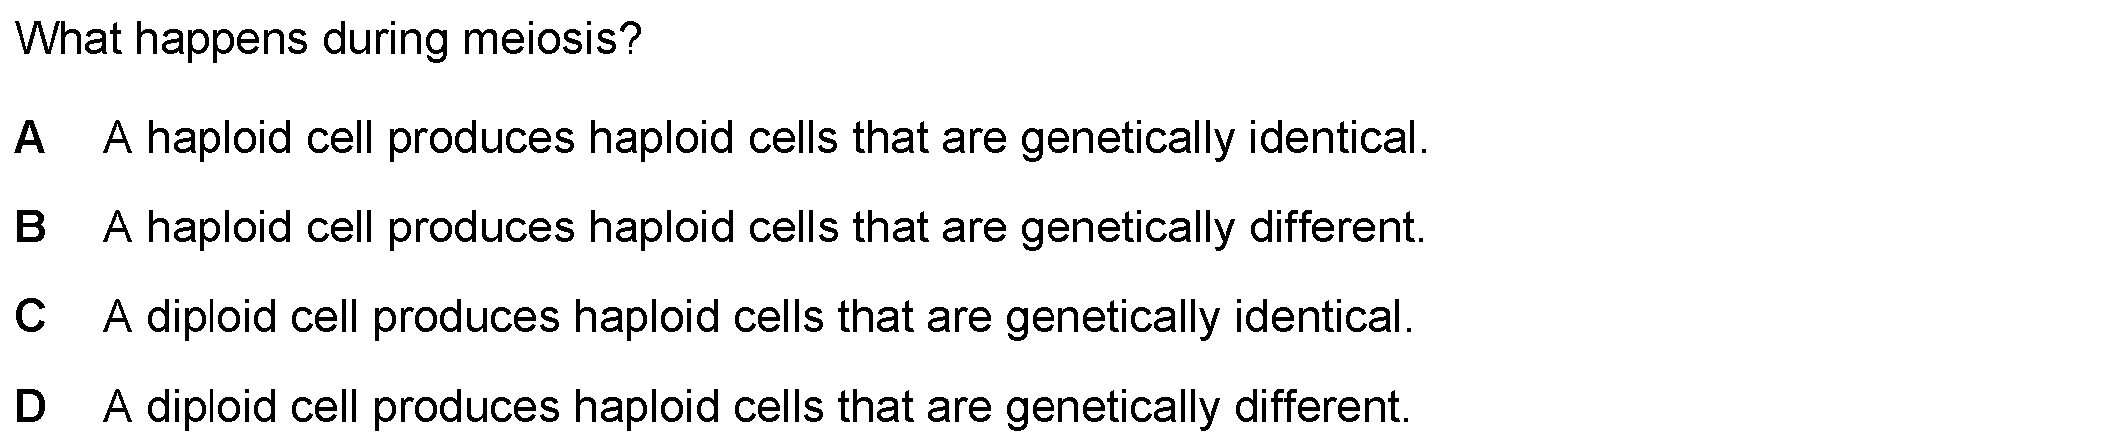 What happens during meiosis?
A A haploid cell produces haploid cells that are genetically identical.
B A haploid cell produces haploid cells that are genetically different.
C A diploid cell produces haploid cells that are genetically identical.
D A diploid cell produces haploid cells that are genetically different.